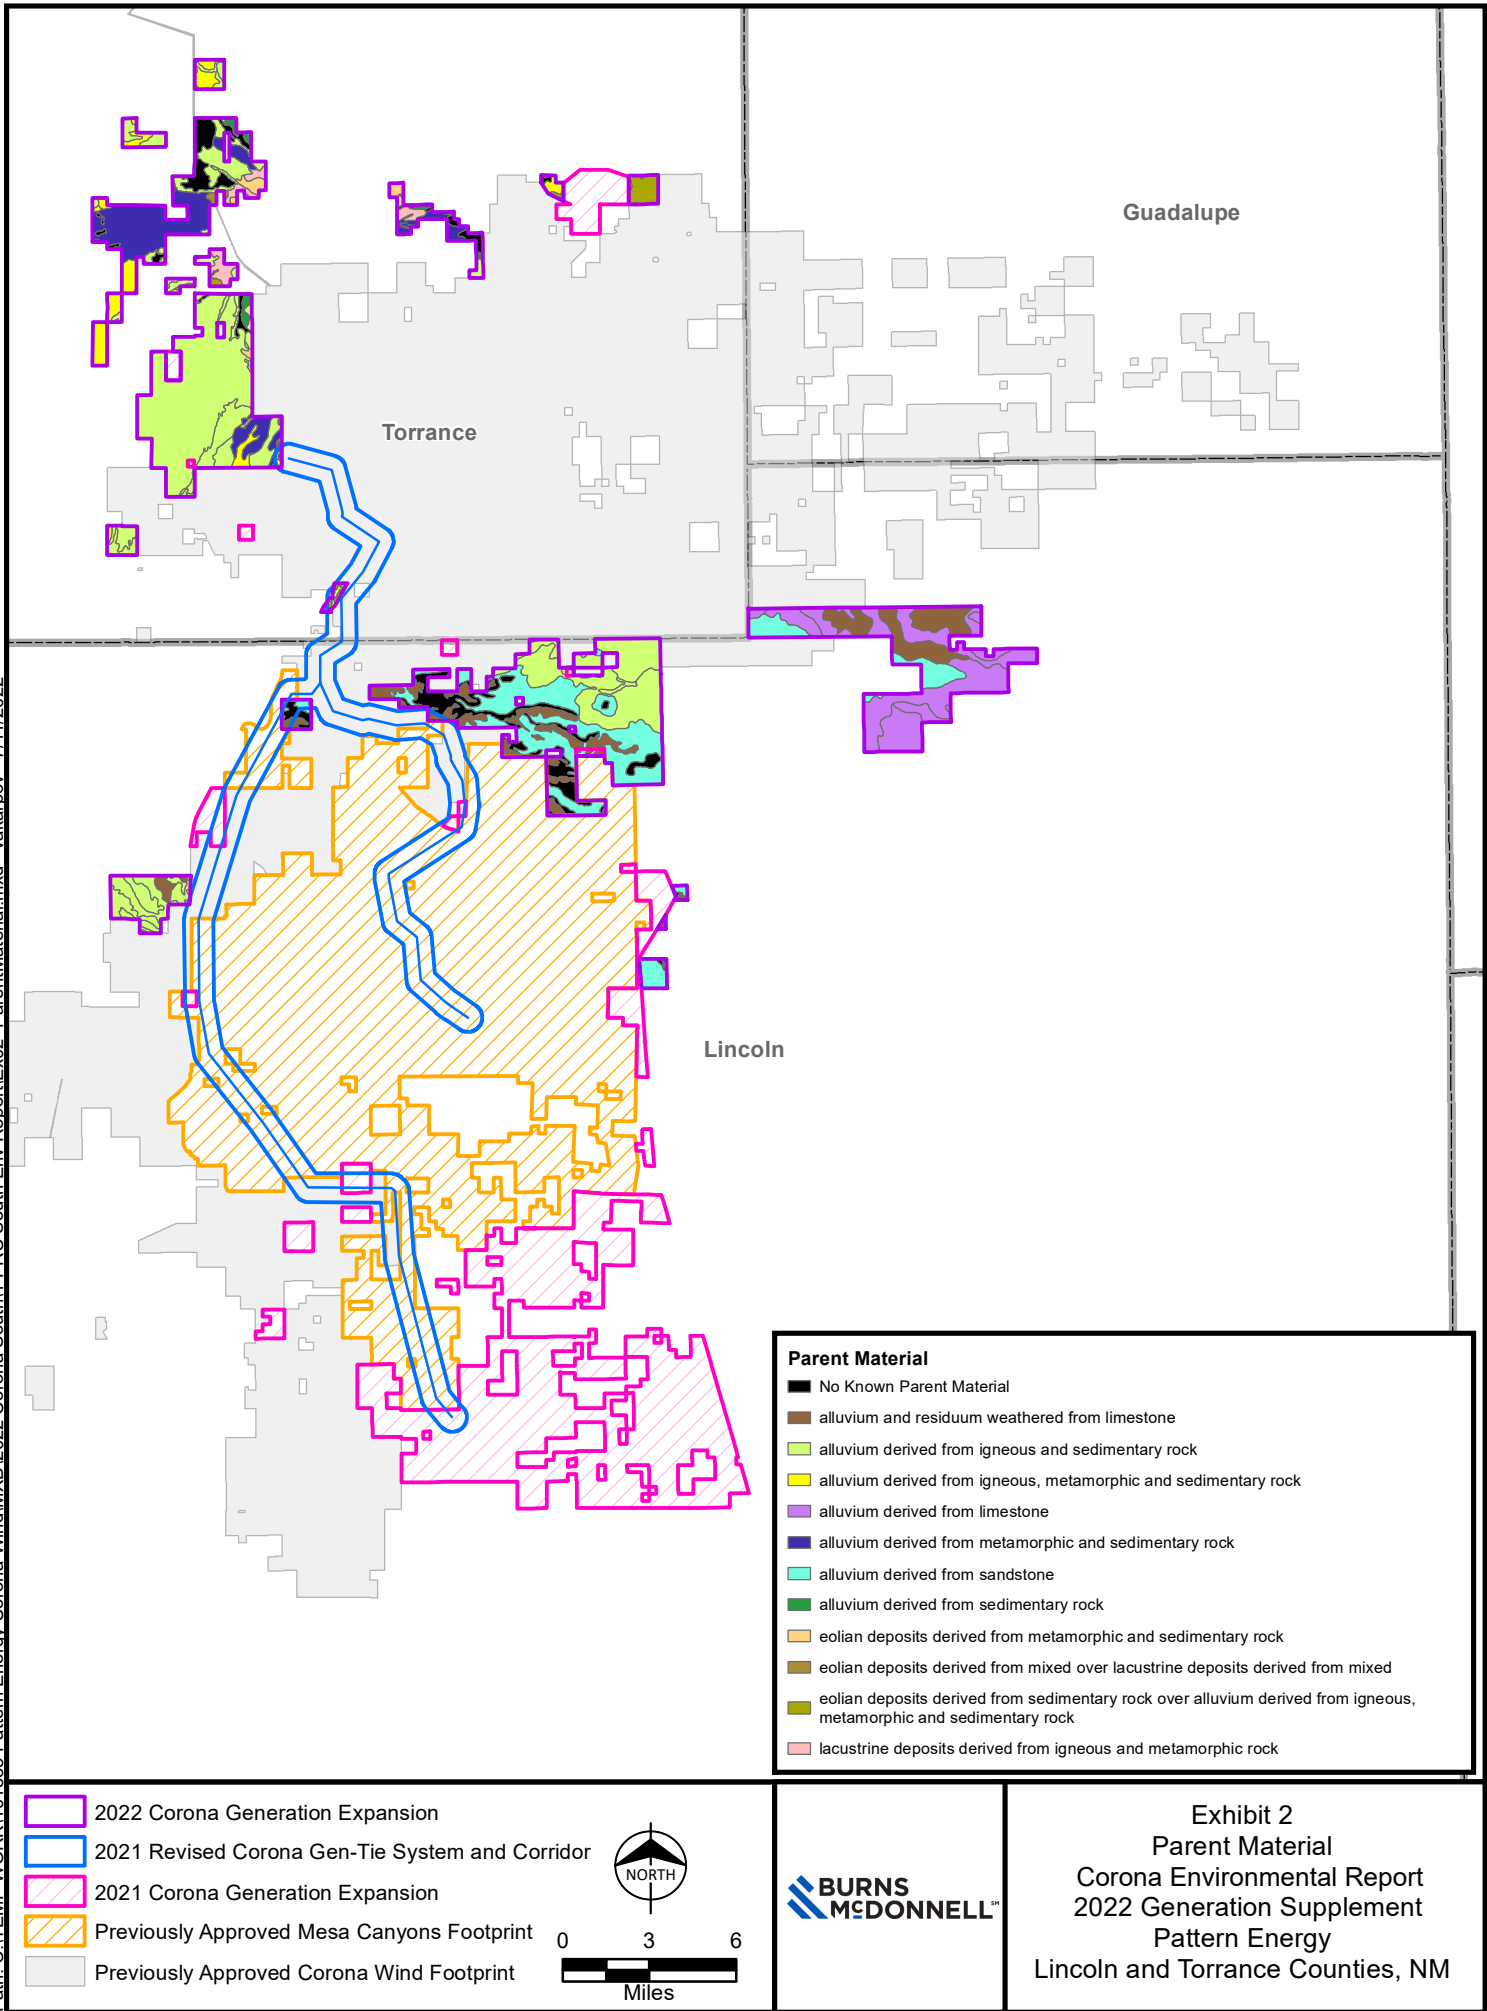 Guadalupe
Torrance
Lincoln
Parent Material
No Known Parent Material
alluvium and residuum weathered from limestone
alluvium derived from igneous and sedimentary rock
alluvium derived from igneous, metamorphic and sedimentary rock
alluvium derived from limestone
alluvium derived from metamorphic and sedimentary rock
alluvium derived from sandstone
alluvium derived from sedimentary rock
eolian deposits derived from metamorphic and sedimentary rock
eolian deposits derived from mixed over lacustrine deposits derived from mixed
eolian deposits derived from sedimentary rock over alluvium derived from igneous,
metamorphic and sedimentary rock
lacustrine deposits derived from igneous and metamorphic rock
2022 Corona Generation Expansion
2021 Revised Corona Gen-Tie System and Corridor
2021 Corona Generation Expansion
Previously Approved Mesa Canyons Footprint
Previously Approved Corona Wind Footprint
NORTH
0 3 6
Miles
BURNS
McDONNELL SM
Exhibit 2
Parent Material
Corona Environmental Report
2022 Generation Supplement
Pattern Energy
Lincoln and Torrance Counties, NM